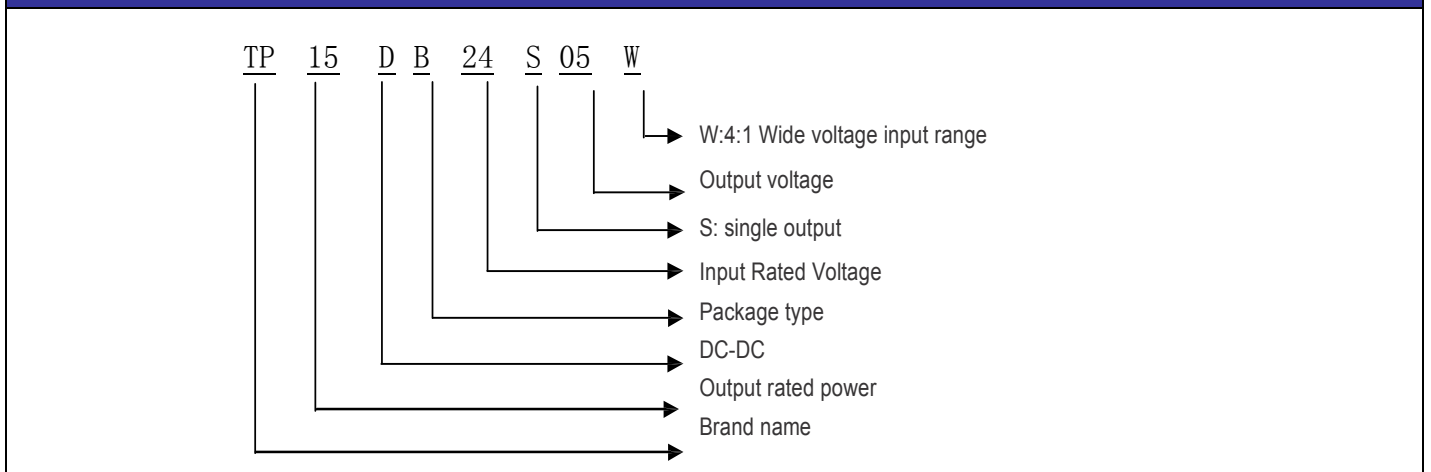 TP 15 D B 24 S 05 W
W:4:1 Wide voltage input range
Output voltage
S: single output
Input Rated Voltage
Package type
DC-DC
Output rated power
Brand name